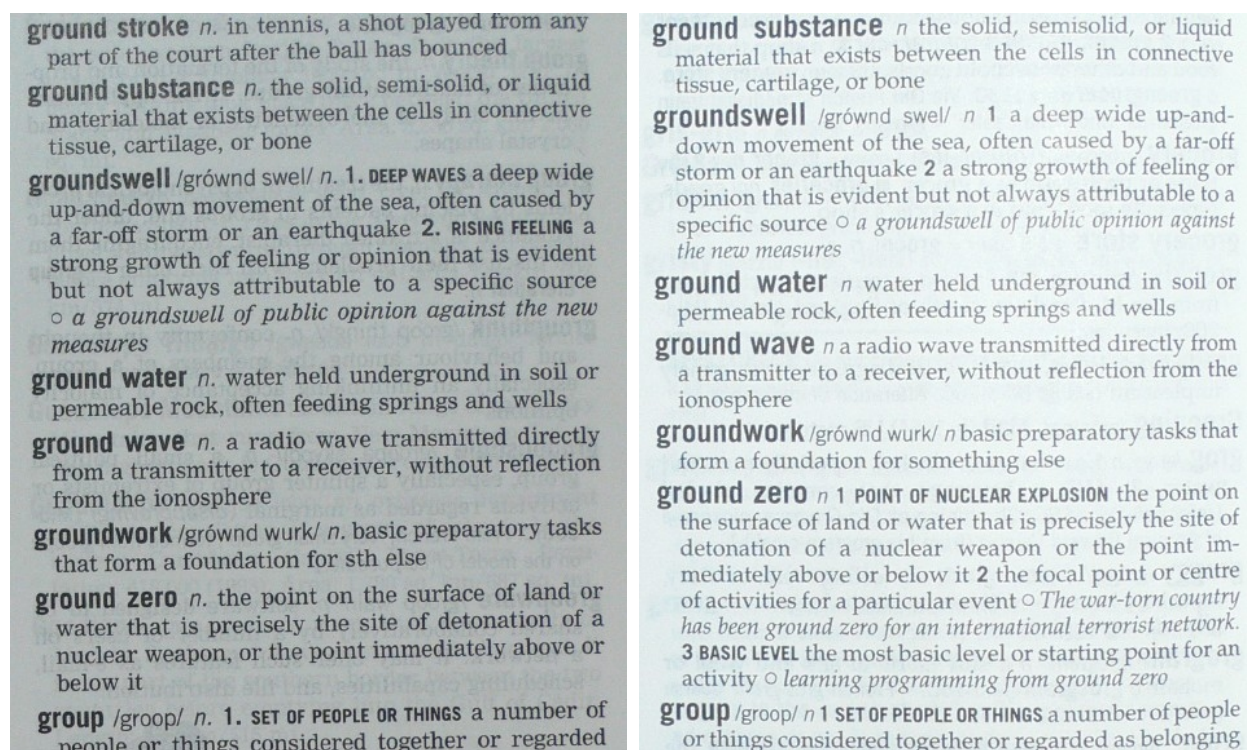 ground stroke n. in tennis, a shot played from any
part of the court after the ball has bounced
ground substance n. the solid, semi-solid, or liquid
material that exists between the cells in connective
tissue, cartilage, or bone
groundswell /grównd swel/ n. 1. DEEP WAVES a deep wide
up-and-down movement of the sea, often caused by
a far-off storm or an earthquake 2. RISING FEELING a
strong growth of feeling or opinion that is evident
but not always attributable to a specific source
○ a groundswell of public opinion against the new
measures
ground water n. water held underground in soil or
permeable rock, often feeding springs and wells
ground wave n. a radio wave transmitted directly
from a transmitter to a receiver, without reflection
from the ionosphere
groundwork /grównd wurk/ n. basic preparatory tasks
that form a foundation for sth else
ground zero n. the point on the surface of land or
water that is precisely the site of detonation of a
nuclear weapon, or the point immediately above or
below it
group /groop/ n. 1. SET OF PEOPLE OR THINGS a number of
people or things considered together or regarded
ground substance n the solid, semisolid, or liquid
material that exists between the cells in connective
tissue, cartilage, or bone
groundswell /grównd swel/ n 1 a deep wide up-and-
down movement of the sea, often caused by a far-off
storm or an earthquake 2 a strong growth of feeling or
opinion that is evident but not always attributable to a
specific source ○ a groundswell of public opinion against
the new measures
ground water n water held underground in soil or
permeable rock, often feeding springs and wells
ground wave n a radio wave transmitted directly from
a transmitter to a receiver, without reflection from the
ionosphere
groundwork /grównd wurk/ n basic preparatory tasks that
form a foundation for something else
ground zero n 1 POINT OF NUCLEAR EXPLOSION the point on
the surface of land or water that is precisely the site of
detonation of a nuclear weapon or the point im-
mediately above or below it 2 the focal point or centre
of activities for a particular event ○ The war-torn country
has been ground zero for an international terrorist network.
3 BASIC LEVEL the most basic level or starting point for an
activity ○ learning programming from ground zero
group /groop/ n 1 SET OF PEOPLE OR THINGS a number of people
or things considered together or regarded as belonging